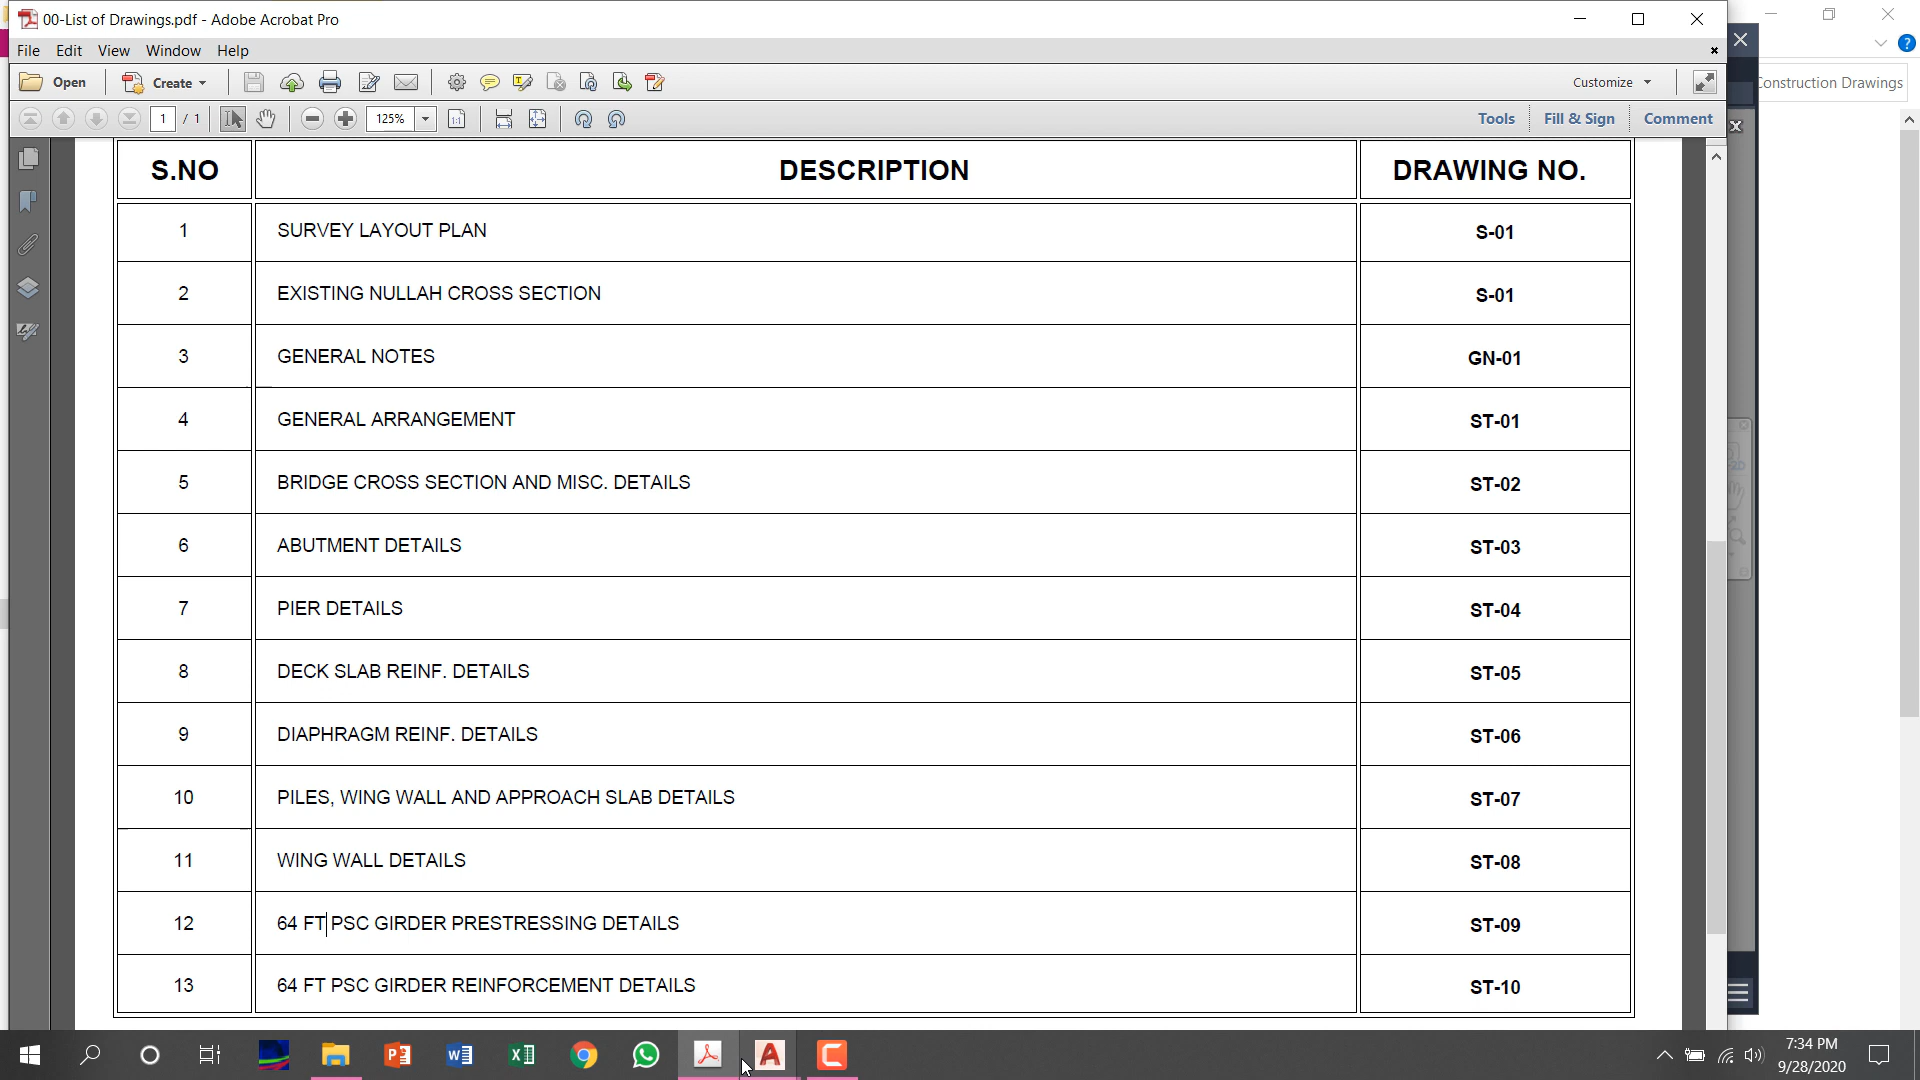 00-List of Drawings.pdf - Adobe Acrobat Pro
File Edit View Window Help
Open Create Customize
Construction Drawings
1 / 1 125% Tools Fill & Sign Comment
S.NO DESCRIPTION DRAWING NO.
1 SURVEY LAYOUT PLAN S-01
2 EXISTING NULLAH CROSS SECTION S-01
3 GENERAL NOTES GN-01
4 GENERAL ARRANGEMENT ST-01
5 BRIDGE CROSS SECTION AND MISC. DETAILS ST-02
6 ABUTMENT DETAILS ST-03
7 PIER DETAILS ST-04
8 DECK SLAB REINF. DETAILS ST-05
9 DIAPHRAGM REINF. DETAILS ST-06
10 PILES, WING WALL AND APPROACH SLAB DETAILS ST-07
11 WING WALL DETAILS ST-08
12 64 FT PSC GIRDER PRESTRESSING DETAILS ST-09
13 64 FT PSC GIRDER REINFORCEMENT DETAILS ST-10
7:34 PM
9/28/2020